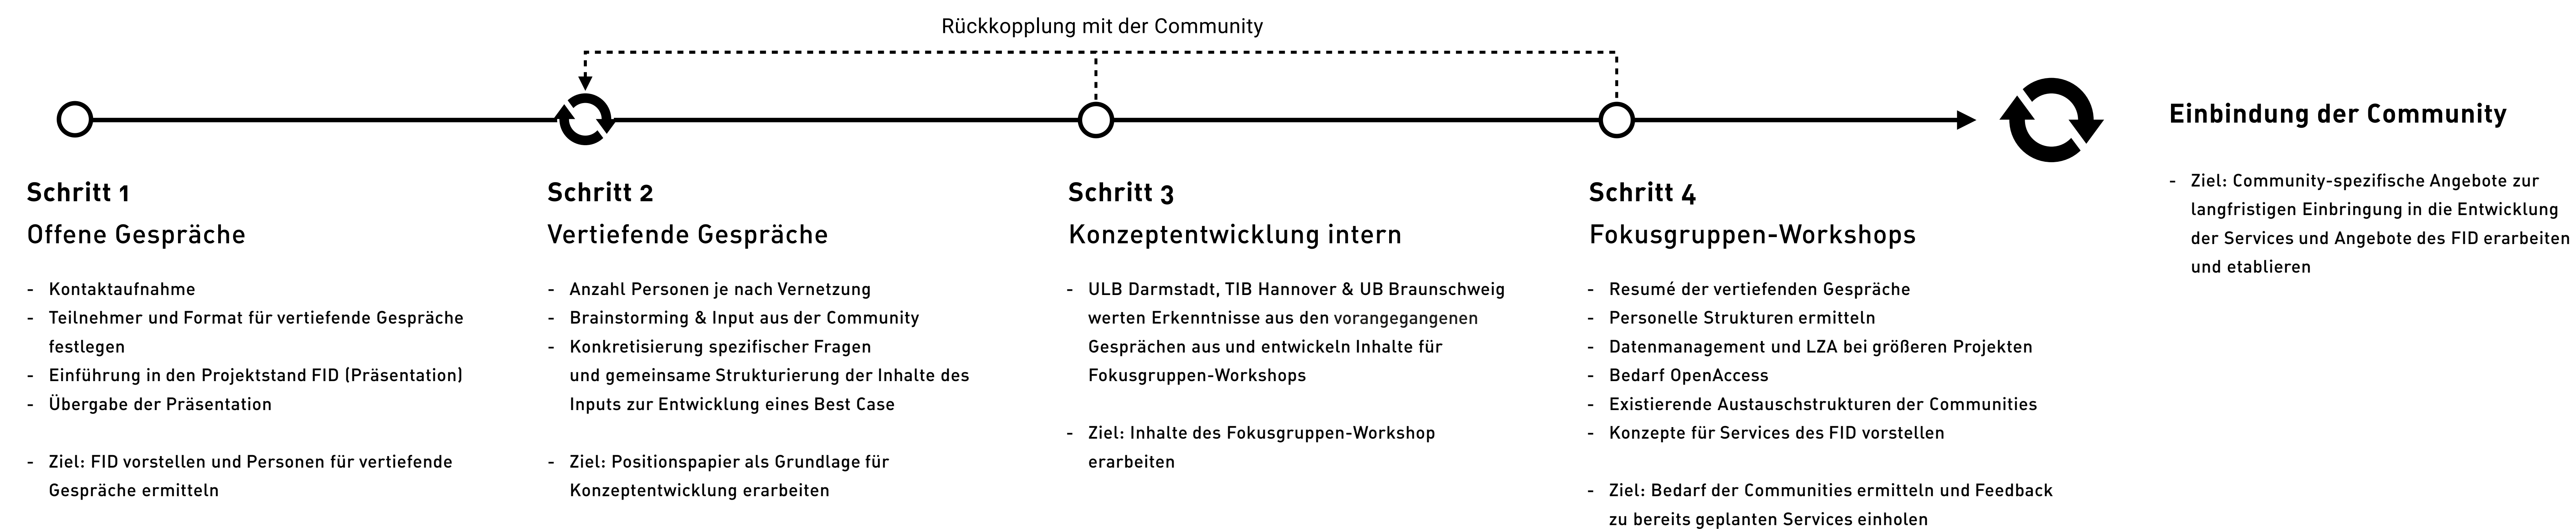 Rückkopplung mit der Community
Schritt 1
Offene Gespräche
- Kontaktaufnahme
- Teilnehmer und Format für vertiefende Gespräche
festlegen
- Einführung in den Projektstand FID (Präsentation)
- Übergabe der Präsentation
- Ziel: FID vorstellen und Personen für vertiefende
Gespräche ermitteln
Schritt 2
Vertiefende Gespräche
- Anzahl Personen je nach Vernetzung
- Brainstorming & Input aus der Community
- Konkretisierung spezifischer Fragen
und gemeinsame Strukturierung der Inhalte des
Inputs zur Entwicklung eines Best Case
- Ziel: Positionspapier als Grundlage für
Konzeptentwicklung erarbeiten
Schritt 3
Konzeptentwicklung intern
- ULB Darmstadt, TIB Hannover & UB Braunschweig
werten Erkenntnisse aus den vorangegangenen
Gesprächen aus und entwickeln Inhalte für
Fokusgruppen-Workshops
- Ziel: Inhalte des Fokusgruppen-Workshop
erarbeiten
Schritt 4
Fokusgruppen-Workshops
- Resumé der vertiefenden Gespräche
- Personelle Strukturen ermitteln
- Datenmanagement und LZA bei größeren Projekten
- Bedarf OpenAccess
- Existierende Austauschstrukturen der Communities
- Konzepte für Services des FID vorstellen
- Ziel: Bedarf der Communities ermitteln und Feedback
zu bereits geplanten Services einholen
Einbindung der Community
- Ziel: Community-spezifische Angebote zur
langfristigen Einbringung in die Entwicklung
der Services und Angebote des FID erarbeiten
und etablieren